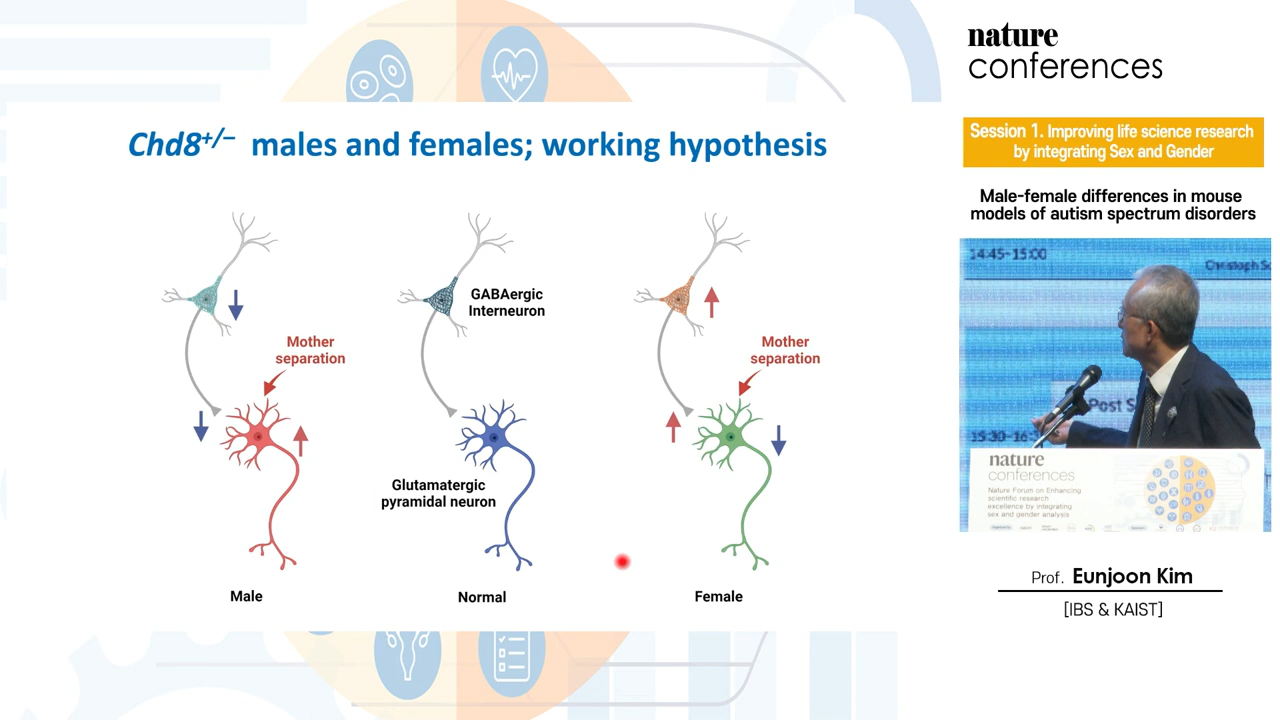 Chd8+/– males and females; working hypothesis
GABAergic
Interneuron
Mother
separation
Mother
separation
Glutamatergic
pyramidal neuron
Male
Normal
Female
nature
conferences
Session 1. Improving life science research
by integrating Sex and Gender
Male-female differences in mouse
models of autism spectrum disorders
14:45-15:00
Christoph
Post
15:30-16:
nature
conferences
Nature Forum on Enhancing
scientific research
excellence by integrating
sex and gender analysis
Prof. Eunjoon Kim
[IBS & KAIST]